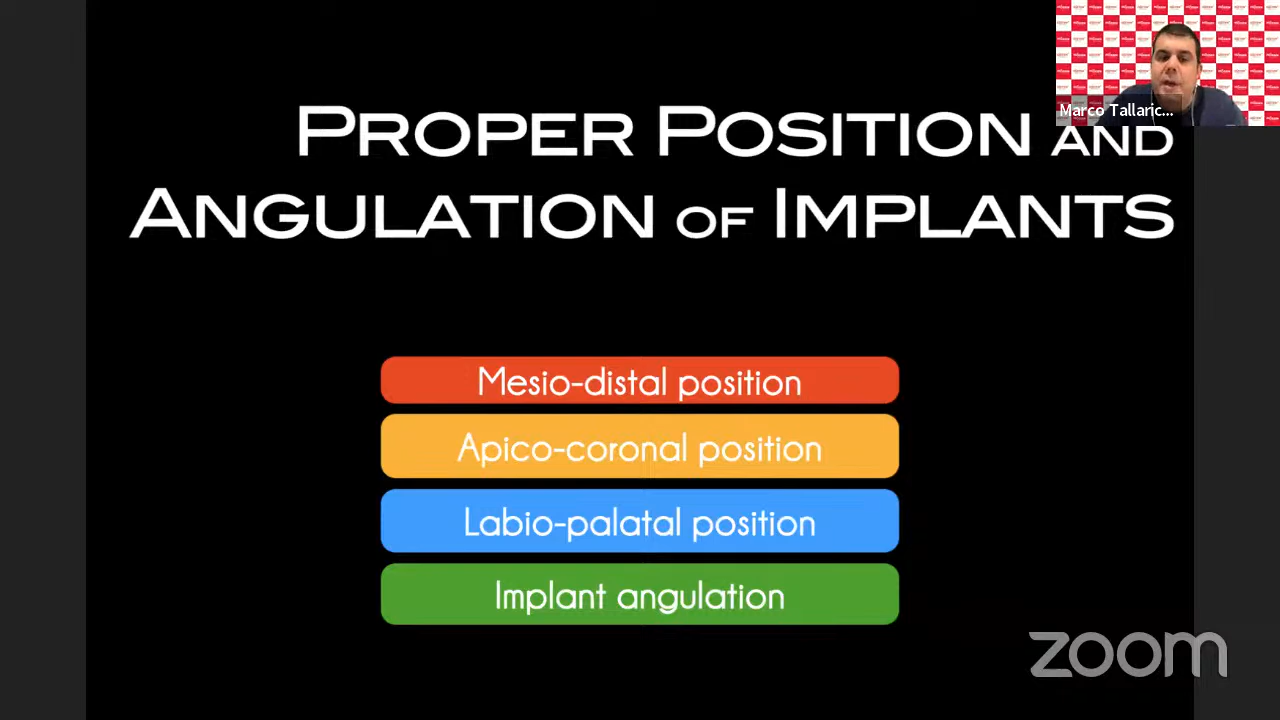 PROPER POSITION AND
ANGULATION OF IMPLANTS
Mesio-distal position
Apico-coronal position
Labio-palatal position
Implant angulation
Marco Tallaric...
zoom